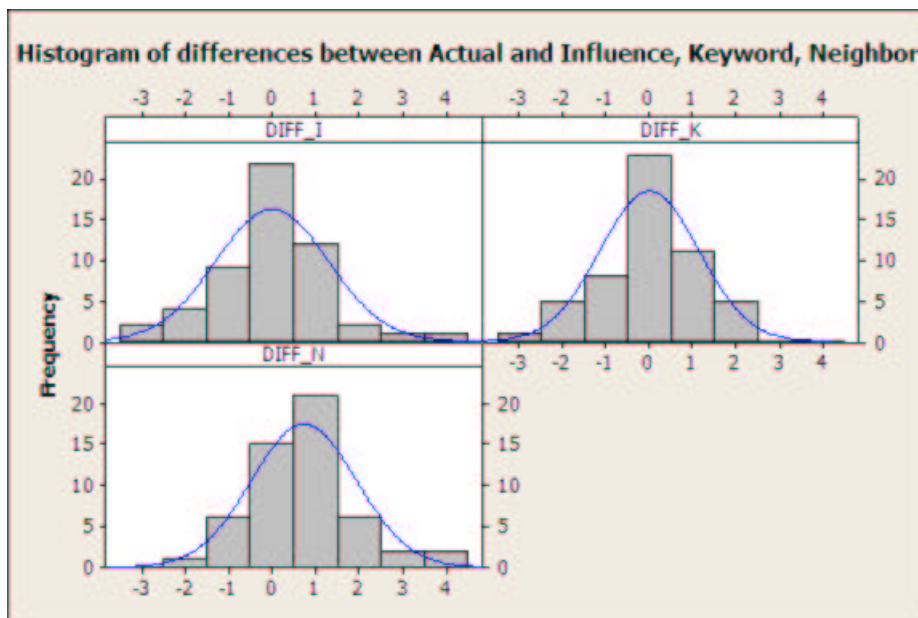 Histogram of differences between Actual and Influence, Keyword, Neighbor
-3 -2 -1 0 1 2 3 4 -3 -2 -1 0 1 2 3 4
DIFF_I DIFF_K
20 20
15 15
10 10
5 5
0 0
-3 -2 -1 0 1 2 3 4
DIFF_N
Frequency
20 20
15 15
10 10
5 5
0 0
-3 -2 -1 0 1 2 3 4